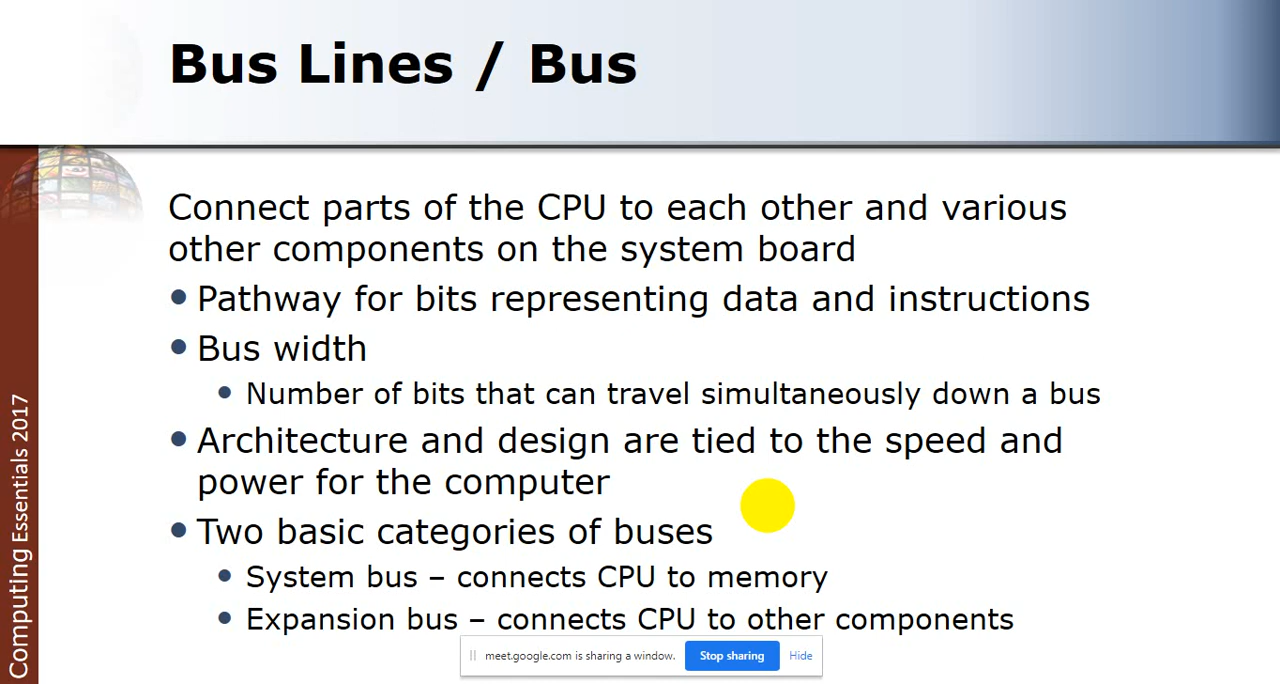 Bus Lines / Bus
Connect parts of the CPU to each other and various
other components on the system board
• Pathway for bits representing data and instructions
• Bus width
• Number of bits that can travel simultaneously down a bus
• Architecture and design are tied to the speed and
power for the computer
• Two basic categories of buses
• System bus – connects CPU to memory
• Expansion bus – connects CPU to other components
Computing Essentials 2017
meet.google.com is sharing a window. Stop sharing Hide